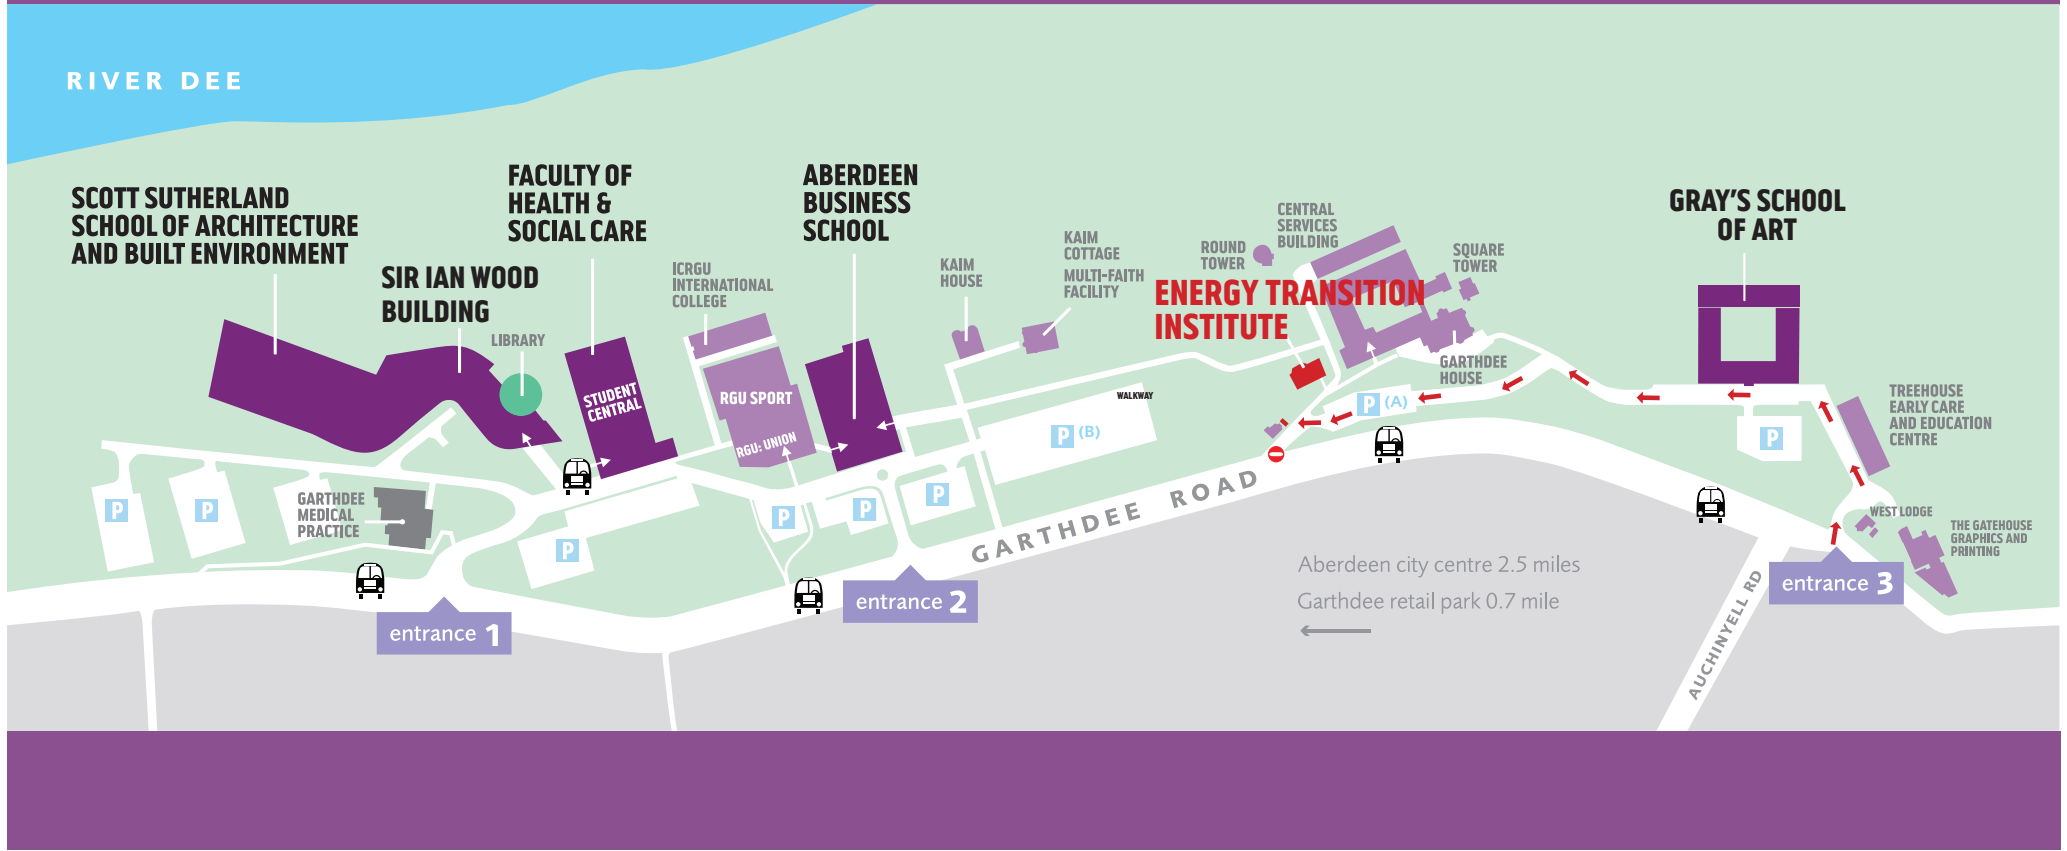 RIVER DEE
SCOTT SUTHERLAND
SCHOOL OF ARCHITECTURE
AND BUILT ENVIRONMENT
SIR IAN WOOD
BUILDING
LIBRARY
FACULTY OF
HEALTH &
SOCIAL CARE
STUDENT
CENTRAL
ICRGU
INTERNATIONAL
COLLEGE
RGU SPORT
RGU: UNION
ABERDEEN
BUSINESS
SCHOOL
KAIM
HOUSE
KAIM
COTTAGE
MULTI-FAITH
FACILITY
ROUND
TOWER
CENTRAL
SERVICES
BUILDING
SQUARE
TOWER
ENERGY TRANSITION
INSTITUTE
GARTHDEE
HOUSE
GRAY'S SCHOOL
OF ART
TREEHOUSE
EARLY CARE
AND EDUCATION
CENTRE
WALKWAY
P (A)
P (B)
P
P
P
GARTHDEE
MEDICAL
PRACTICE
P
P
P
P
P
WEST LODGE
THE GATEHOUSE
GRAPHICS AND
PRINTING
GARTHDEE ROAD
Aberdeen city centre 2.5 miles
Garthdee retail park 0.7 mile
AUCHINYELL RD
entrance 1
entrance 2
entrance 3